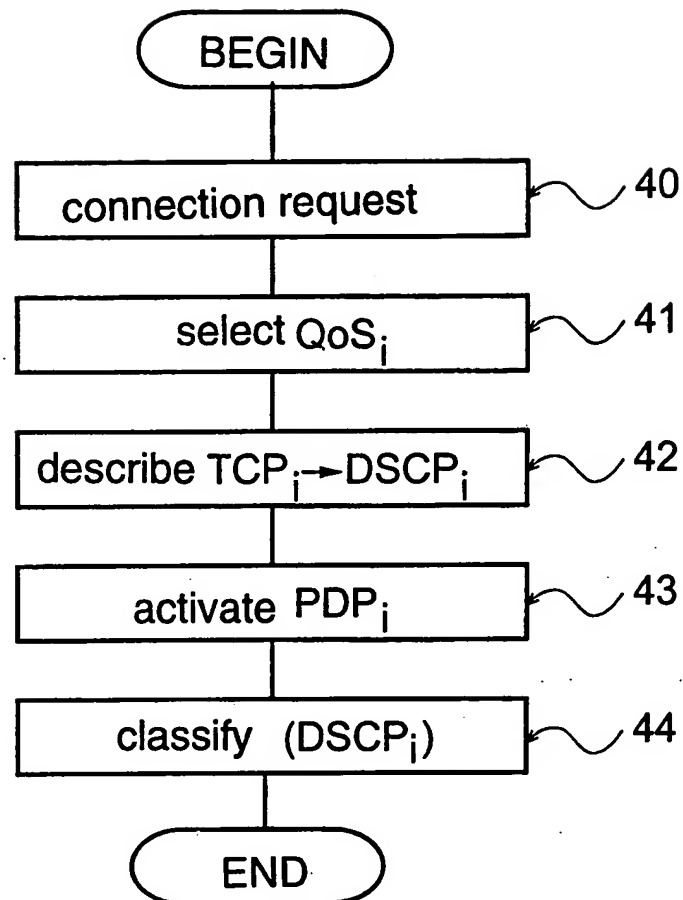 BEGIN
connection request 40
select QoSi 41
describe TCPi→DSCPi 42
activate PDPi 43
classify (DSCPi) 44
END